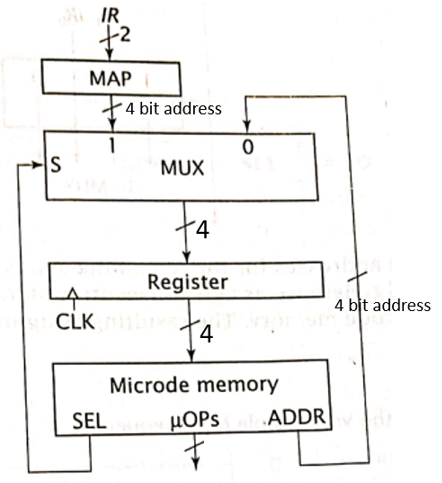 IR
2
MAP
4 bit address
1
0
S
MUX
4
Register
4 bit address
CLK
4
Microde memory
SEL
μOPs
ADDR